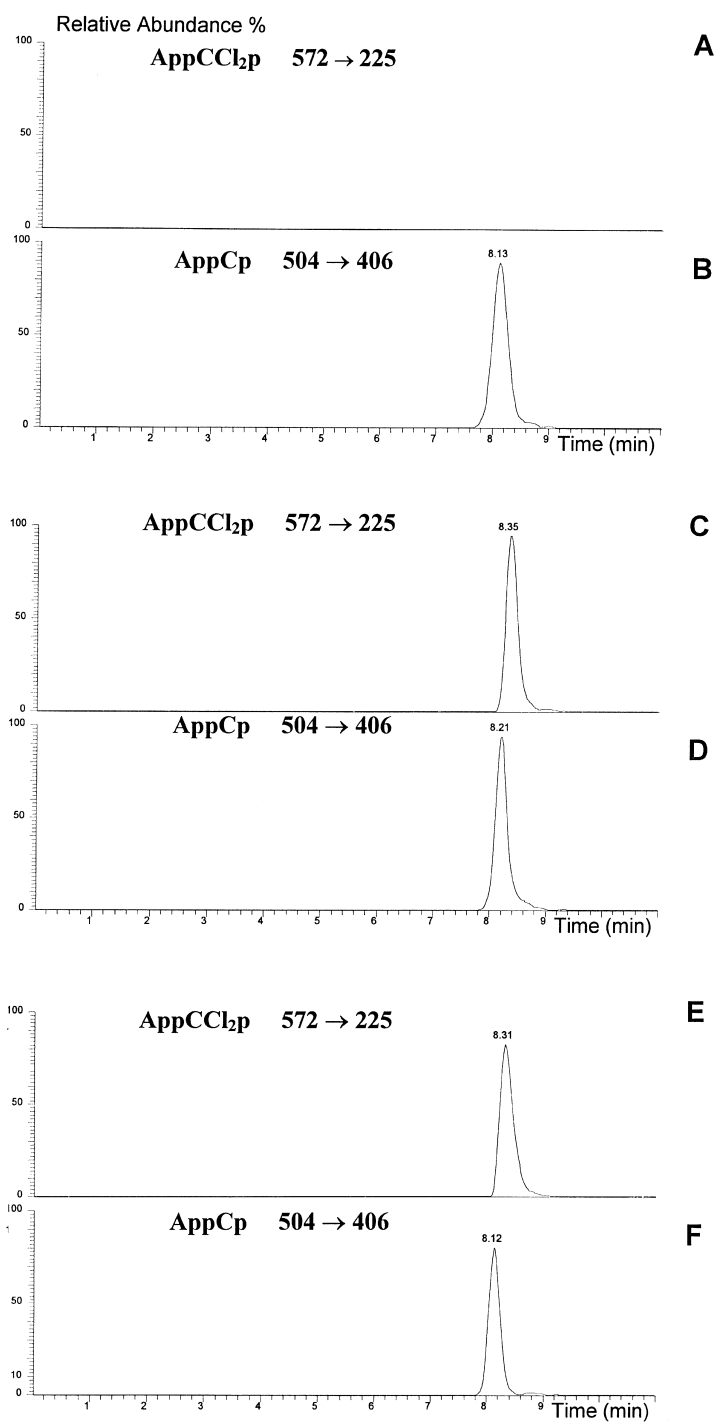 Relative Abundance %
100
AppCCl₂p 572 → 225
A
50
0
100
AppCp 504 → 406
8.13
B
50
0
1 2 3 4 5 6 7 8 9 Time (min)
100
AppCCl₂p 572 → 225
8.35
C
50
0
100
AppCp 504 → 406
8.21
D
50
0
1 2 3 4 5 6 7 8 9 Time (min)
100
AppCCl₂p 572 → 225
8.31
E
50
0
100
AppCp 504 → 406
8.12
F
50
10
0
1 2 3 4 5 6 7 8 9 Time (min)